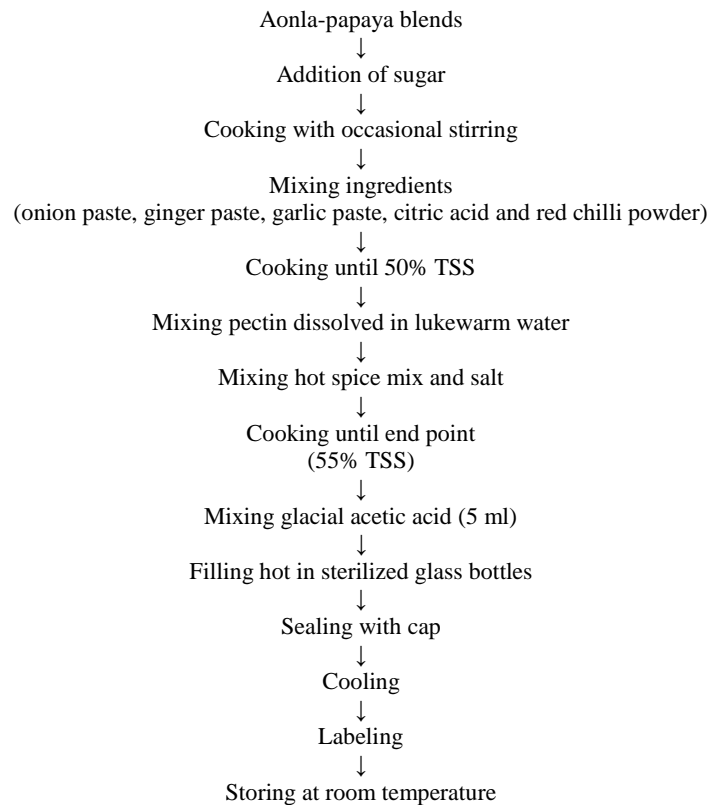 Aonla-papaya blends
↓
Addition of sugar
↓
Cooking with occasional stirring
↓
Mixing ingredients
(onion paste, ginger paste, garlic paste, citric acid and red chilli powder)
↓
Cooking until 50% TSS
↓
Mixing pectin dissolved in lukewarm water
↓
Mixing hot spice mix and salt
↓
Cooking until end point
(55% TSS)
↓
Mixing glacial acetic acid (5 ml)
↓
Filling hot in sterilized glass bottles
↓
Sealing with cap
↓
Cooling
↓
Labeling
↓
Storing at room temperature